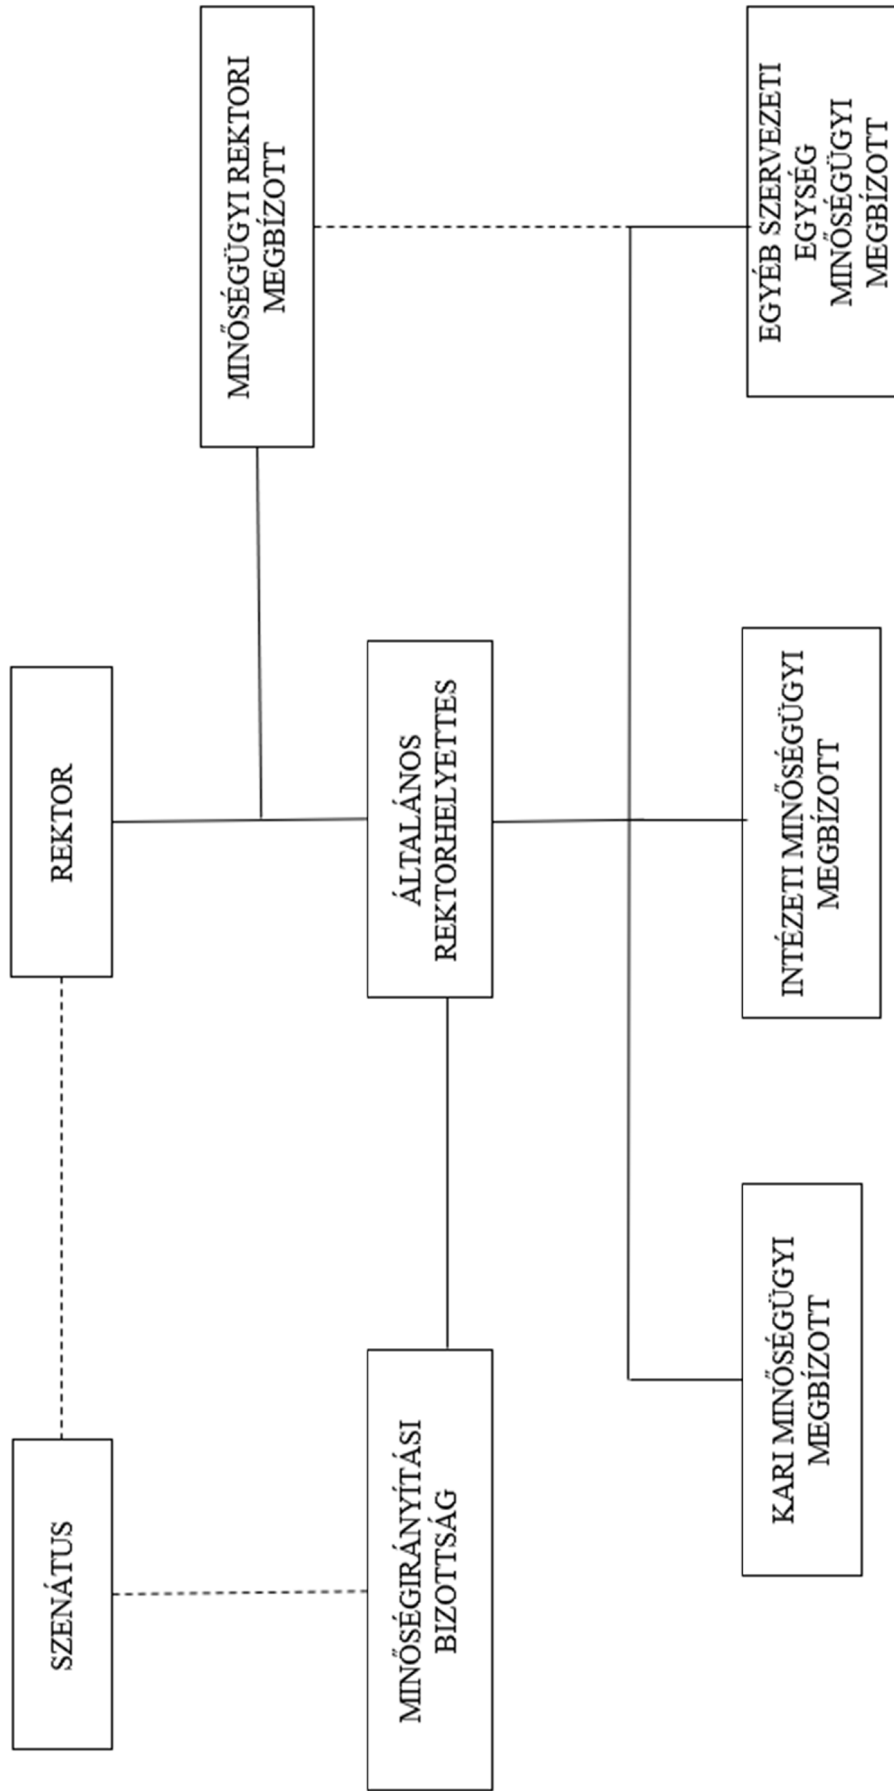 SZENÁTUS
REKTOR
MINŐSÉGÜGYI REKTORI
MEGBÍZOTT
MINŐSÉGIRÁNYÍTÁSI
BIZOTTSÁG
ÁLTALÁNOS
REKTORHELYETTES
KARI MINŐSÉGÜGYI
MEGBÍZOTT
INTÉZETI MINŐSÉGÜGYI
MEGBÍZOTT
EGYÉB SZERVEZETI
EGYSÉG
MINŐSÉGÜGYI
MEGBÍZOTT